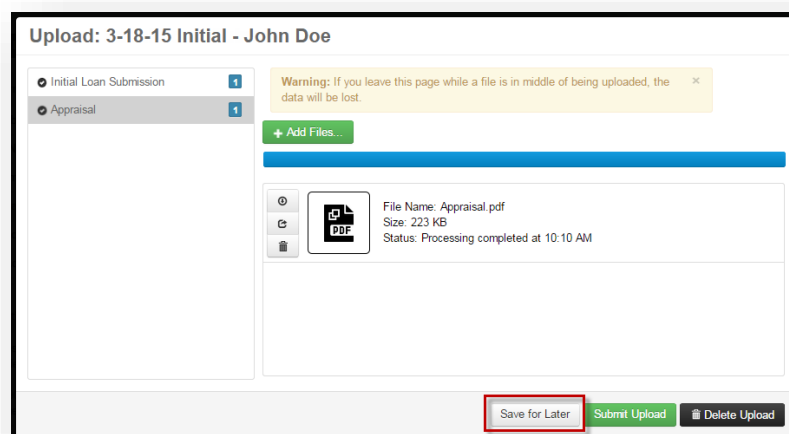 Upload: 3-18-15 Initial - John Doe
Initial Loan Submission 1
Appraisal 1
Warning: If you leave this page while a file is in middle of being uploaded, the ×
data will be lost.
+ Add Files...
PDF
File Name: Appraisal.pdf
Size: 223 KB
Status: Processing completed at 10:10 AM
Save for Later Submit Upload Delete Upload